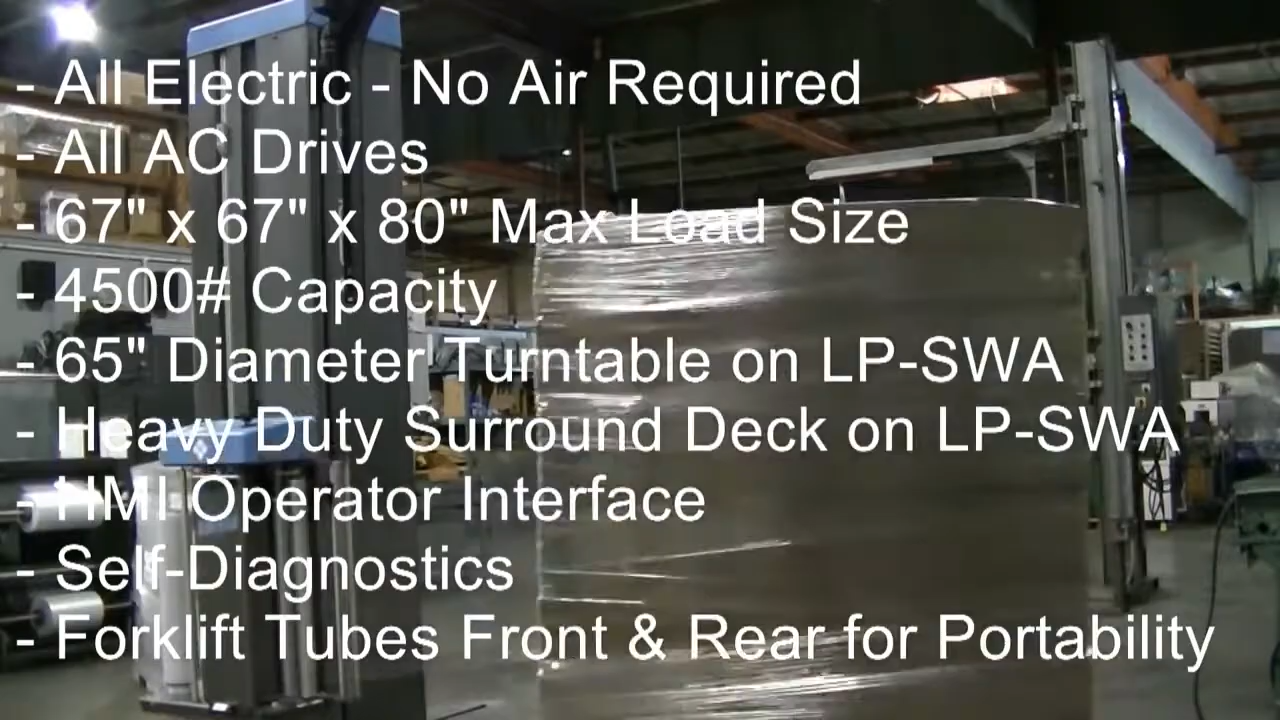 - All Electric - No Air Required
- All AC Drives
- 67" x 67" x 80" Max Load Size
- 4500# Capacity
- 65" Diameter Turntable on LP-SWA
- Heavy Duty Surround Deck on LP-SWA
- HMI Operator Interface
- Self-Diagnostics
- Forklift Tubes Front & Rear for Portability